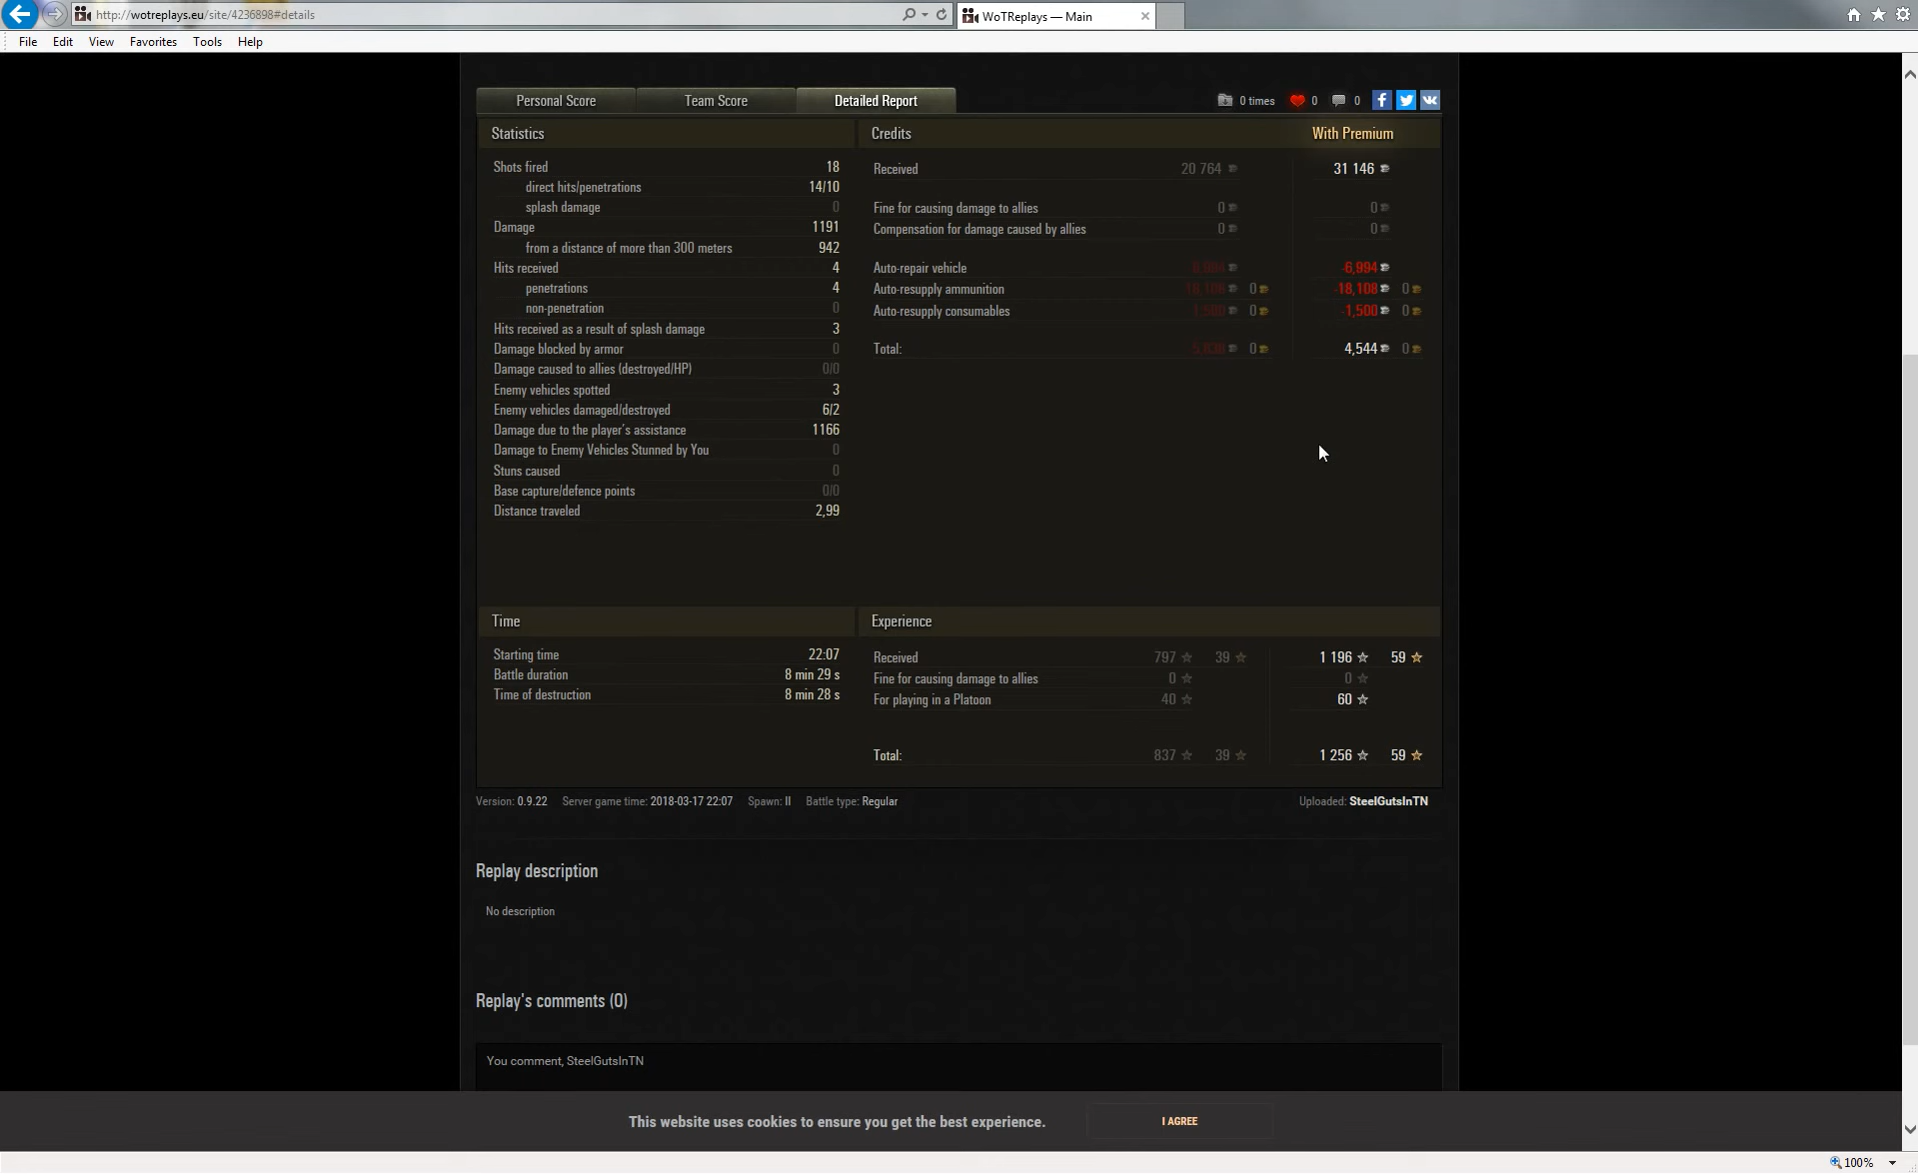 http://wotreplays.eu/site/4236898#details
WoTReplays — Main
File Edit View Favorites Tools Help
Personal Score Team Score Detailed Report 0 times 0 0
Statistics
Shots fired 18
direct hits/penetrations 14/10
splash damage 0
Damage 1191
from a distance of more than 300 meters 942
Hits received 4
penetrations 4
non-penetration 0
Hits received as a result of splash damage 3
Damage blocked by armor 0
Damage caused to allies (destroyed/HP) 0/0
Enemy vehicles spotted 3
Enemy vehicles damaged/destroyed 6/2
Damage due to the player's assistance 1166
Damage to Enemy Vehicles Stunned by You 0
Stuns caused 0
Base capture/defence points 0/0
Distance traveled 2,99
Credits With Premium
Received 20 764 31 146
Fine for causing damage to allies 0 0
Compensation for damage caused by allies 0 0
Auto-repair vehicle -6,994
Auto-resupply ammunition 0 -18,108 0
Auto-resupply consumables 0 -1,500 0
Total: 0 4,544 0
Time
Starting time 22:07
Battle duration 8 min 29 s
Time of destruction 8 min 28 s
Experience
Received 797 39 1 196 59
Fine for causing damage to allies 0 0
For playing in a Platoon 40 60
Total: 837 39 1 256 59
Version: 0.9.22 Server game time: 2018-03-17 22:07 Spawn: II Battle type: Regular Uploaded: SteelGutsInTN
Replay description
No description
Replay's comments (0)
You comment, SteelGutsInTN
This website uses cookies to ensure you get the best experience. I AGREE
100%